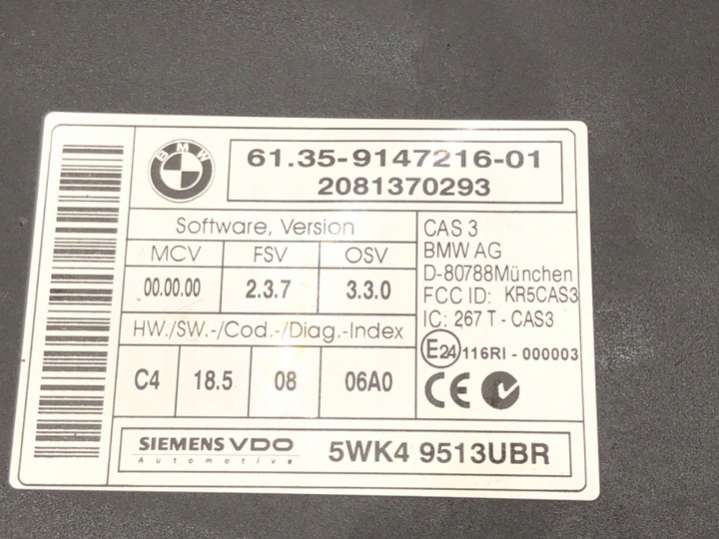 BMW
61.35-9147216-01
2081370293
Software, Version
MCV FSV OSV
00.00.00 2.3.7 3.3.0
HW./SW.-/Cod.-/Diag.-Index
C4 18.5 08 06A0
CAS 3
BMW AG
D-80788München
FCC ID: KR5CAS3
IC: 267 T - CAS3
E24 116RI - 000003
CE
SIEMENS VDO
Automotive
5WK4 9513UBR